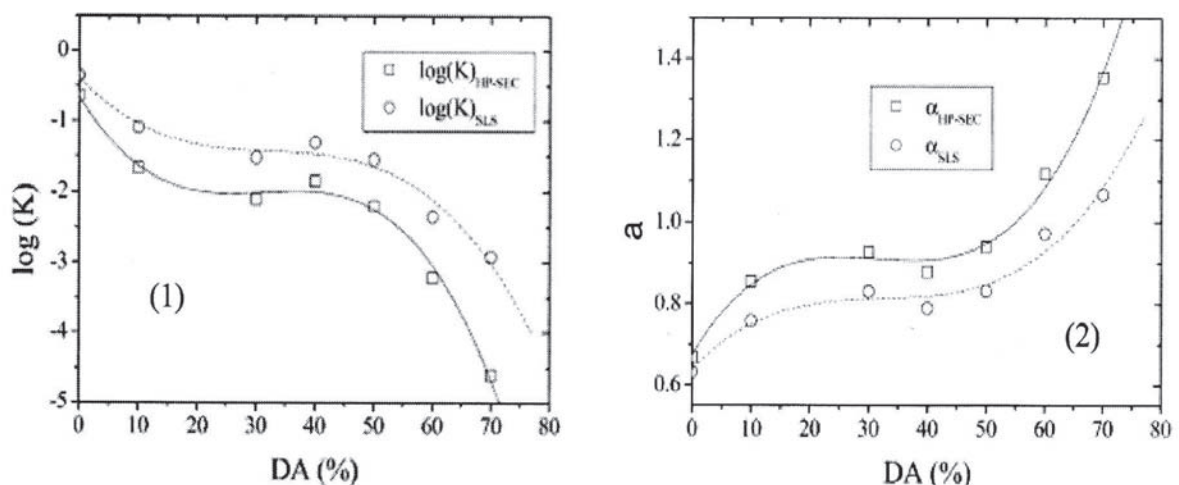 0
-1
-2
-3
-4
-5
log (K)
log(K)HP-SEC
log(K)SLS
(1)
0 10 20 30 40 50 60 70 80
DA (%)
1.4
1.2
1.0
0.8
0.6
a
αHP-SEC
αSLS
(2)
0 10 20 30 40 50 60 70 80
DA (%)